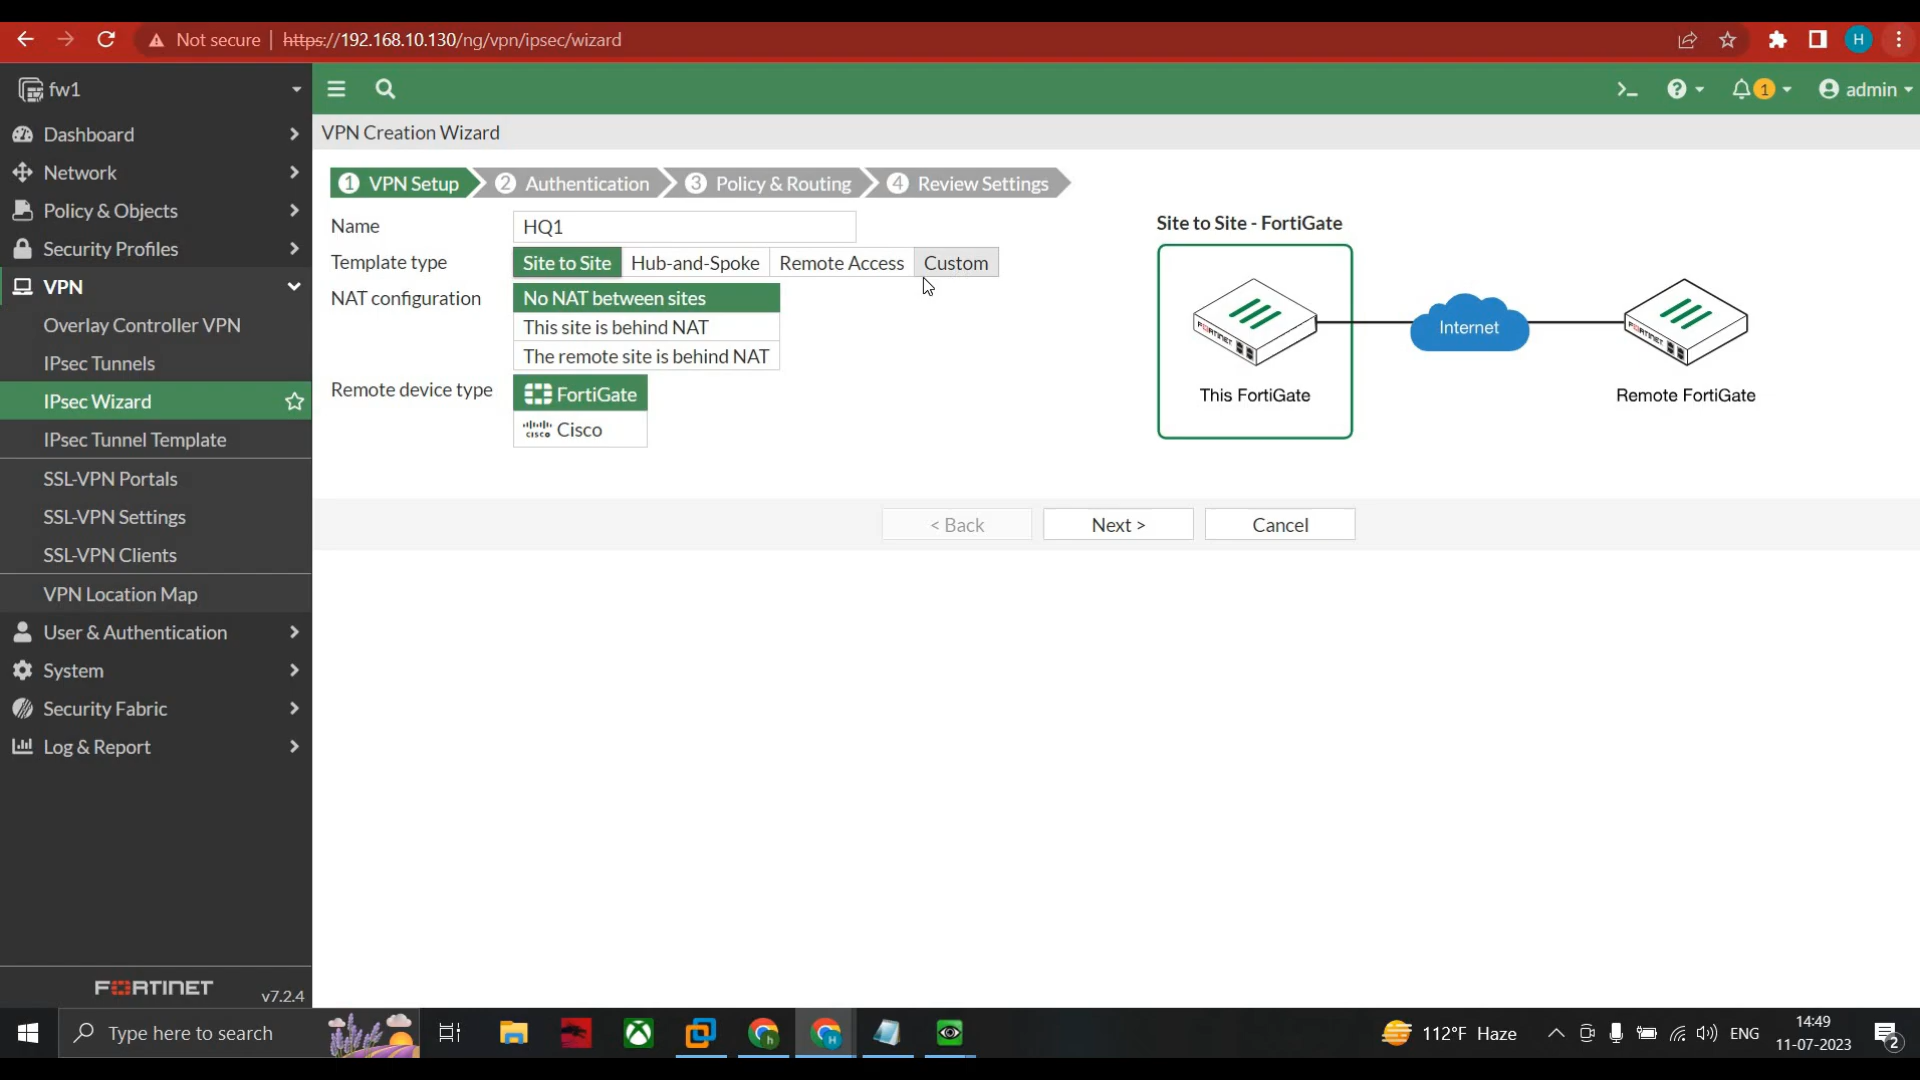 Not secure | https://192.168.10.130/ng/vpn/ipsec/wizard
H
fw1
>_
?
1
admin
Dashboard
Network
Policy & Objects
Security Profiles
VPN
Overlay Controller VPN
IPsec Tunnels
IPsec Wizard
IPsec Tunnel Template
SSL-VPN Portals
SSL-VPN Settings
SSL-VPN Clients
VPN Location Map
User & Authentication
System
Security Fabric
Log & Report
FORTINET
v7.2.4
VPN Creation Wizard
1 VPN Setup 2 Authentication 3 Policy & Routing 4 Review Settings
Name HQ1
Template type Site to Site Hub-and-Spoke Remote Access Custom
NAT configuration No NAT between sites
This site is behind NAT
The remote site is behind NAT
Remote device type FortiGate
CISCO Cisco
Site to Site - FortiGate
FORTINET
Internet
FORTINET
This FortiGate
Remote FortiGate
< Back Next > Cancel
Type here to search
h
H
112°F Haze
ENG
14:49
11-07-2023
2